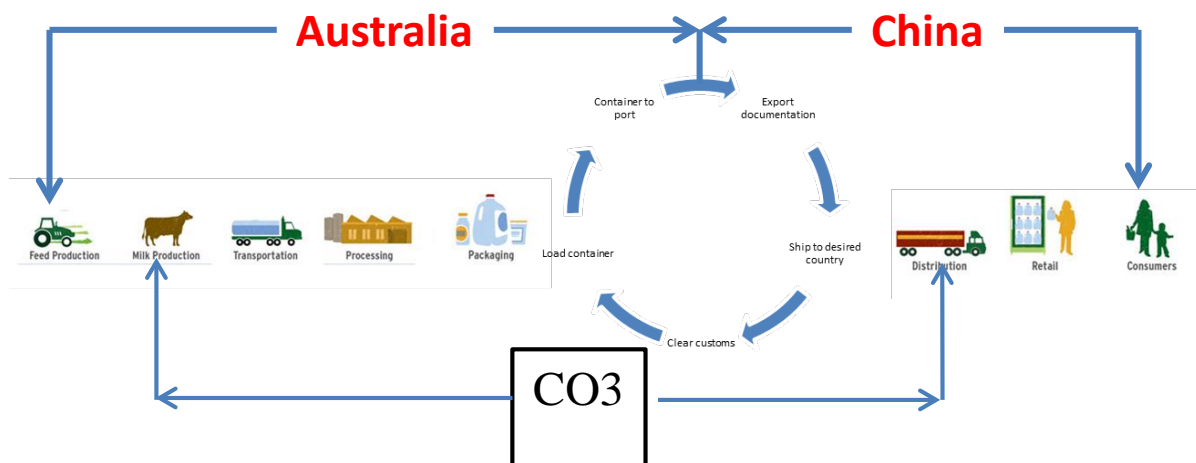 Australia
China
Container to
port
Export
documentation
Feed Production
Milk Production
Transportation
Processing
Packaging
Load container
Ship to desired
country
Distribution
Retail
Consumers
Clear customs
CO3